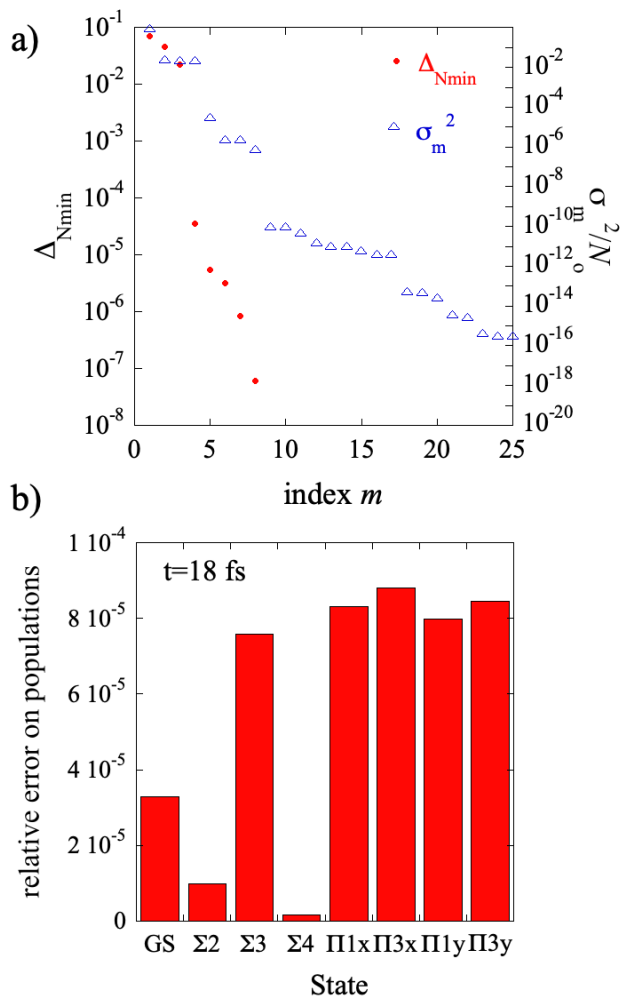 a)
10⁻¹
10⁻²
10⁻³
10⁻⁴
10⁻⁵
10⁻⁶
10⁻⁷
10⁻⁸
Δ_Nmin
Δ_Nmin
σ_m²
10⁻²
10⁻⁴
10⁻⁶
10⁻⁸
10⁻¹⁰
10⁻¹²
10⁻¹⁴
10⁻¹⁶
10⁻¹⁸
10⁻²⁰
σ_m²/N_o
0 5 10 15 20 25
index m
b)
t=18 fs
1 10⁻⁴
8 10⁻⁵
6 10⁻⁵
4 10⁻⁵
2 10⁻⁵
0
relative error on populations
GS Σ2 Σ3 Σ4 Π1x Π3x Π1y Π3y
State